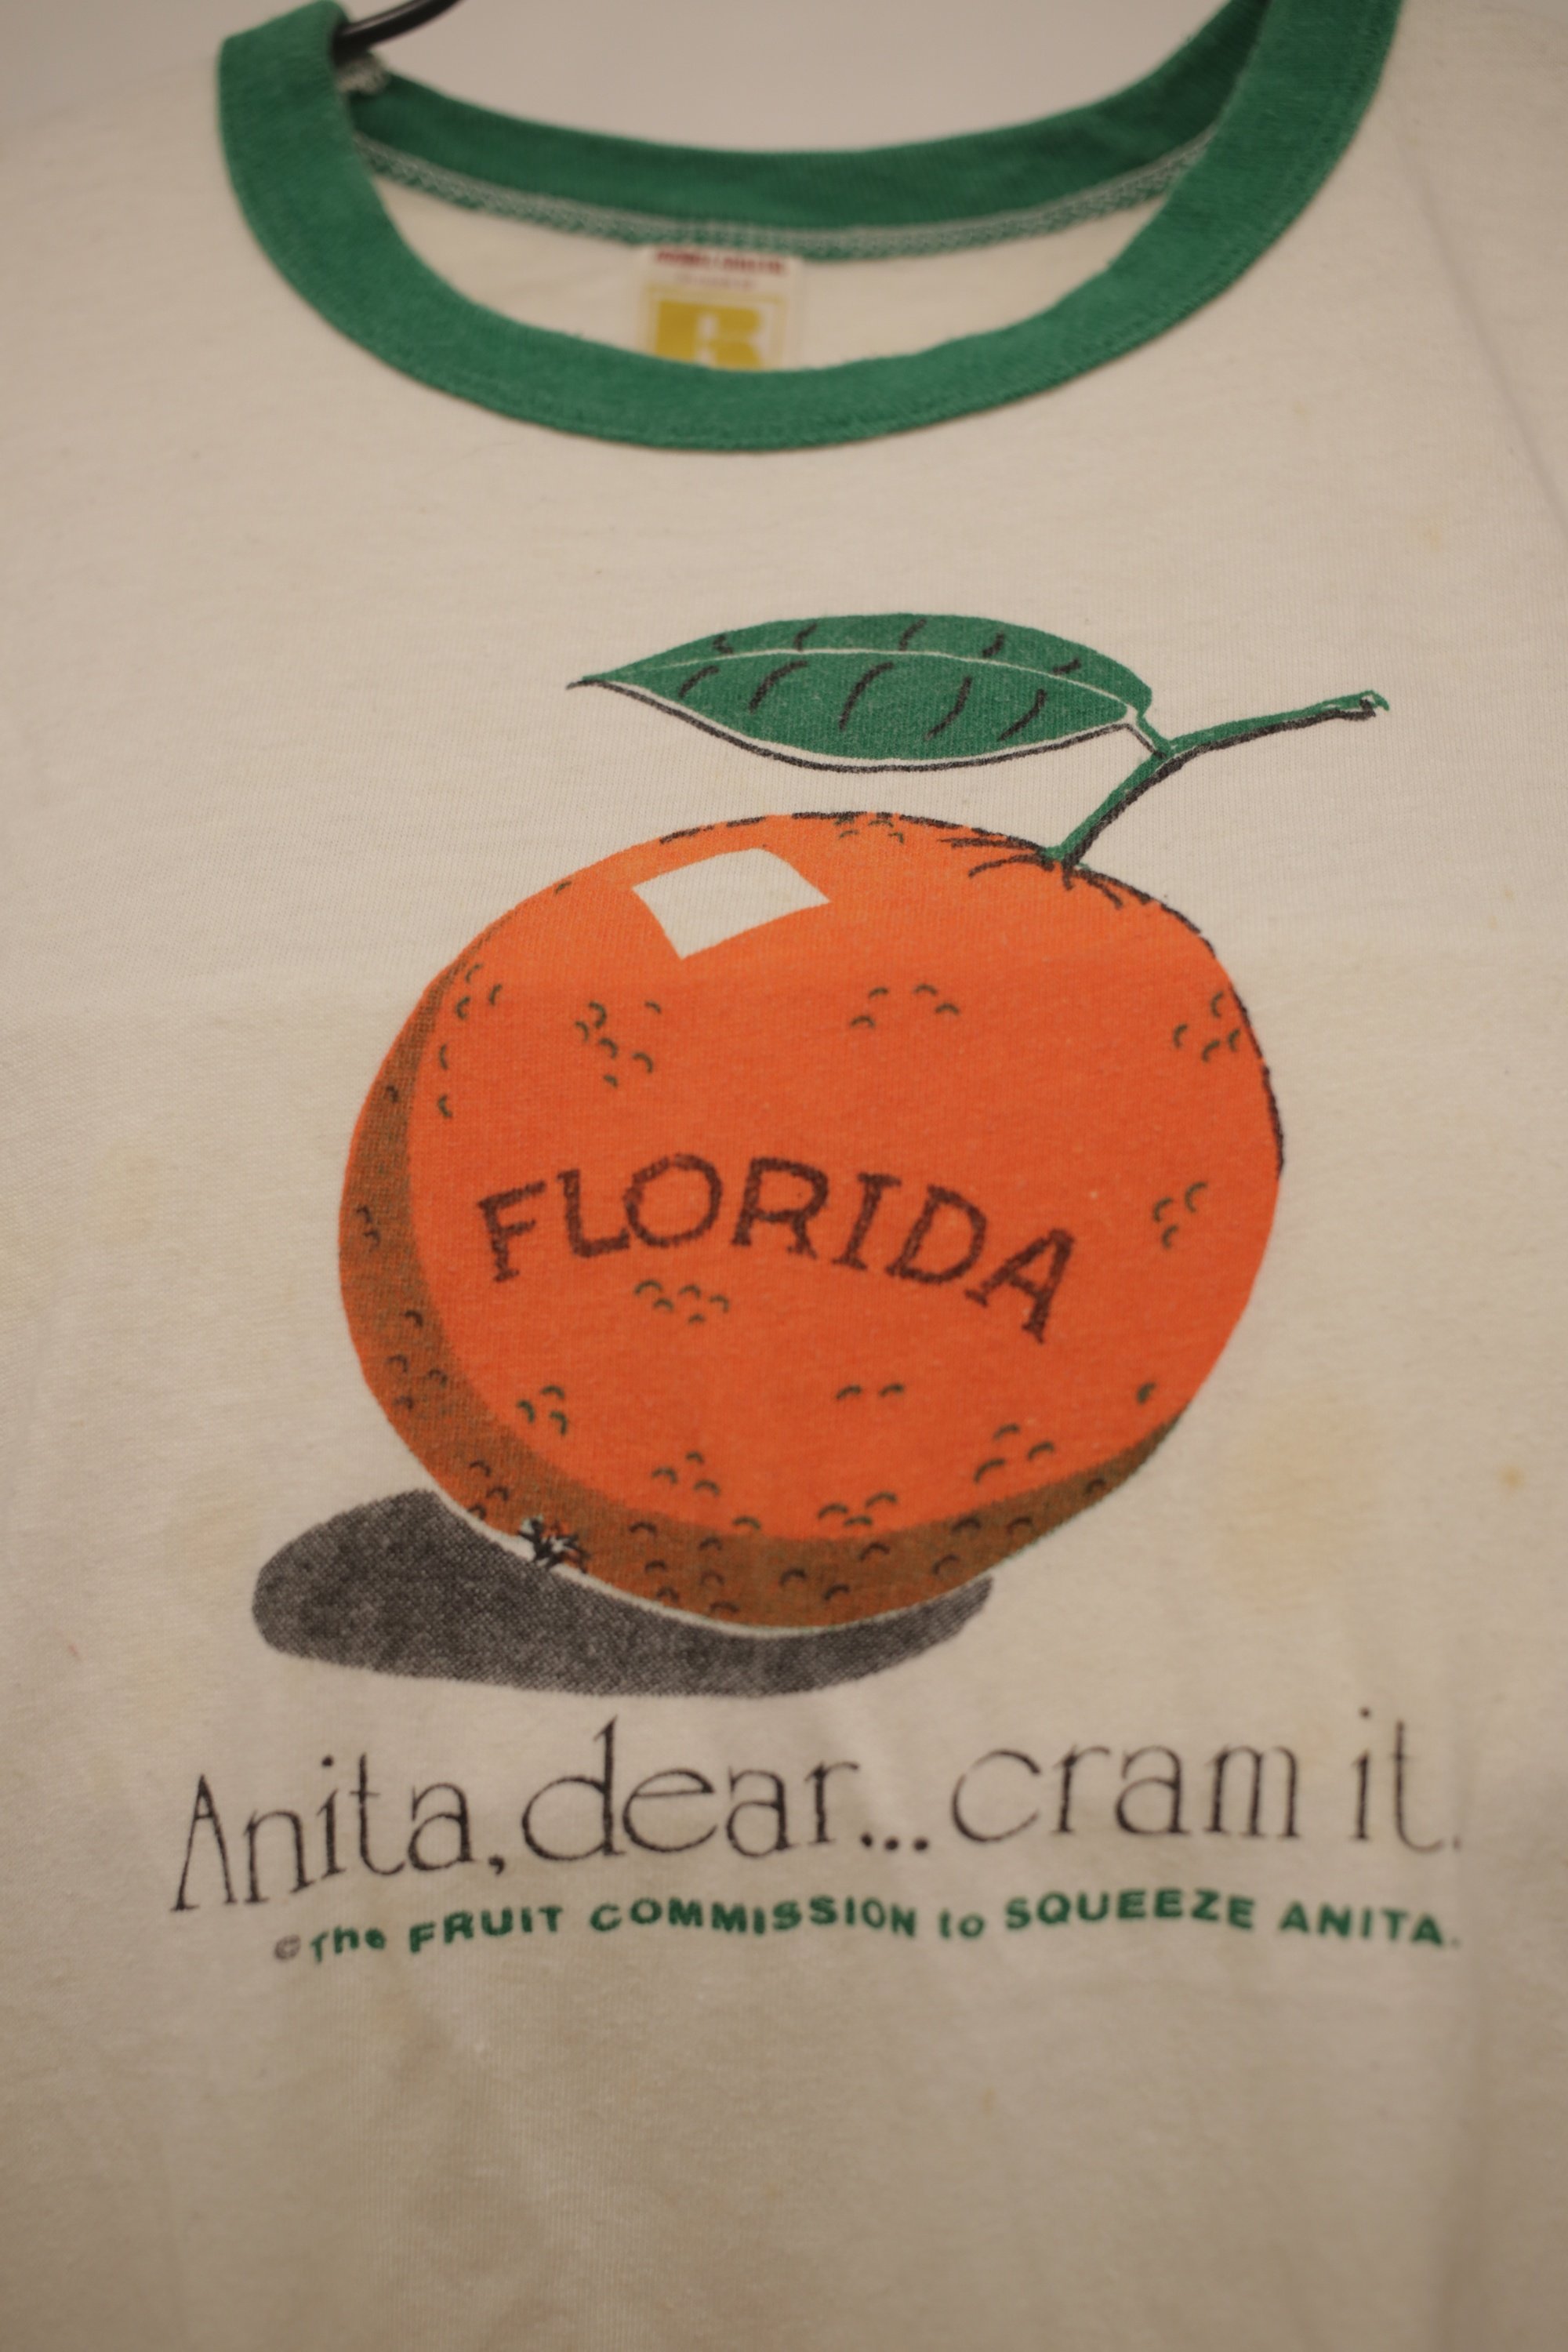 R
FLORIDA
Anita, dear... cram it.
© The FRUIT COMMISSION to SQUEEZE ANITA.